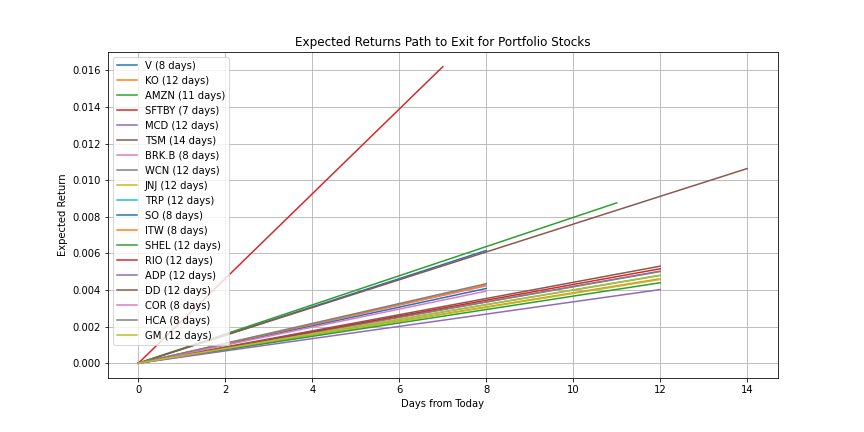 Expected Returns Path to Exit for Portfolio Stocks
V (8 days)
KO (12 days)
AMZN (11 days)
SFTBY (7 days)
MCD (12 days)
TSM (14 days)
BRK.B (8 days)
WCN (12 days)
JNJ (12 days)
TRP (12 days)
SO (8 days)
ITW (8 days)
SHEL (12 days)
RIO (12 days)
ADP (12 days)
DD (12 days)
COR (8 days)
HCA (8 days)
GM (12 days)
Expected Return
0.016
0.014
0.012
0.010
0.008
0.006
0.004
0.002
0.000
0 2 4 6 8 10 12 14
Days from Today